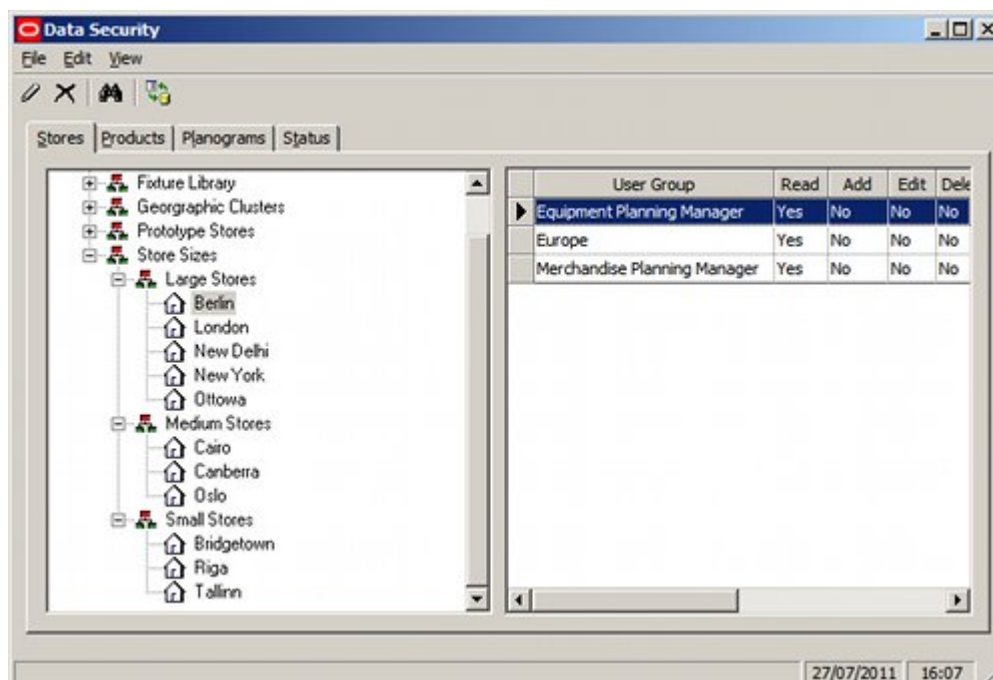 Data Security
File Edit View
Stores Products Planograms Status
Fixture Library
Georgraphic Clusters
Prototype Stores
Store Sizes
Large Stores
Berlin
London
New Delhi
New York
Ottowa
Medium Stores
Cairo
Canberra
Oslo
Small Stores
Bridgetown
Riga
Tallinn
User Group Read Add Edit Dele
Equipment Planning Manager Yes No No No
Europe Yes No No No
Merchandise Planning Manager Yes No No No
27/07/2011 16:07